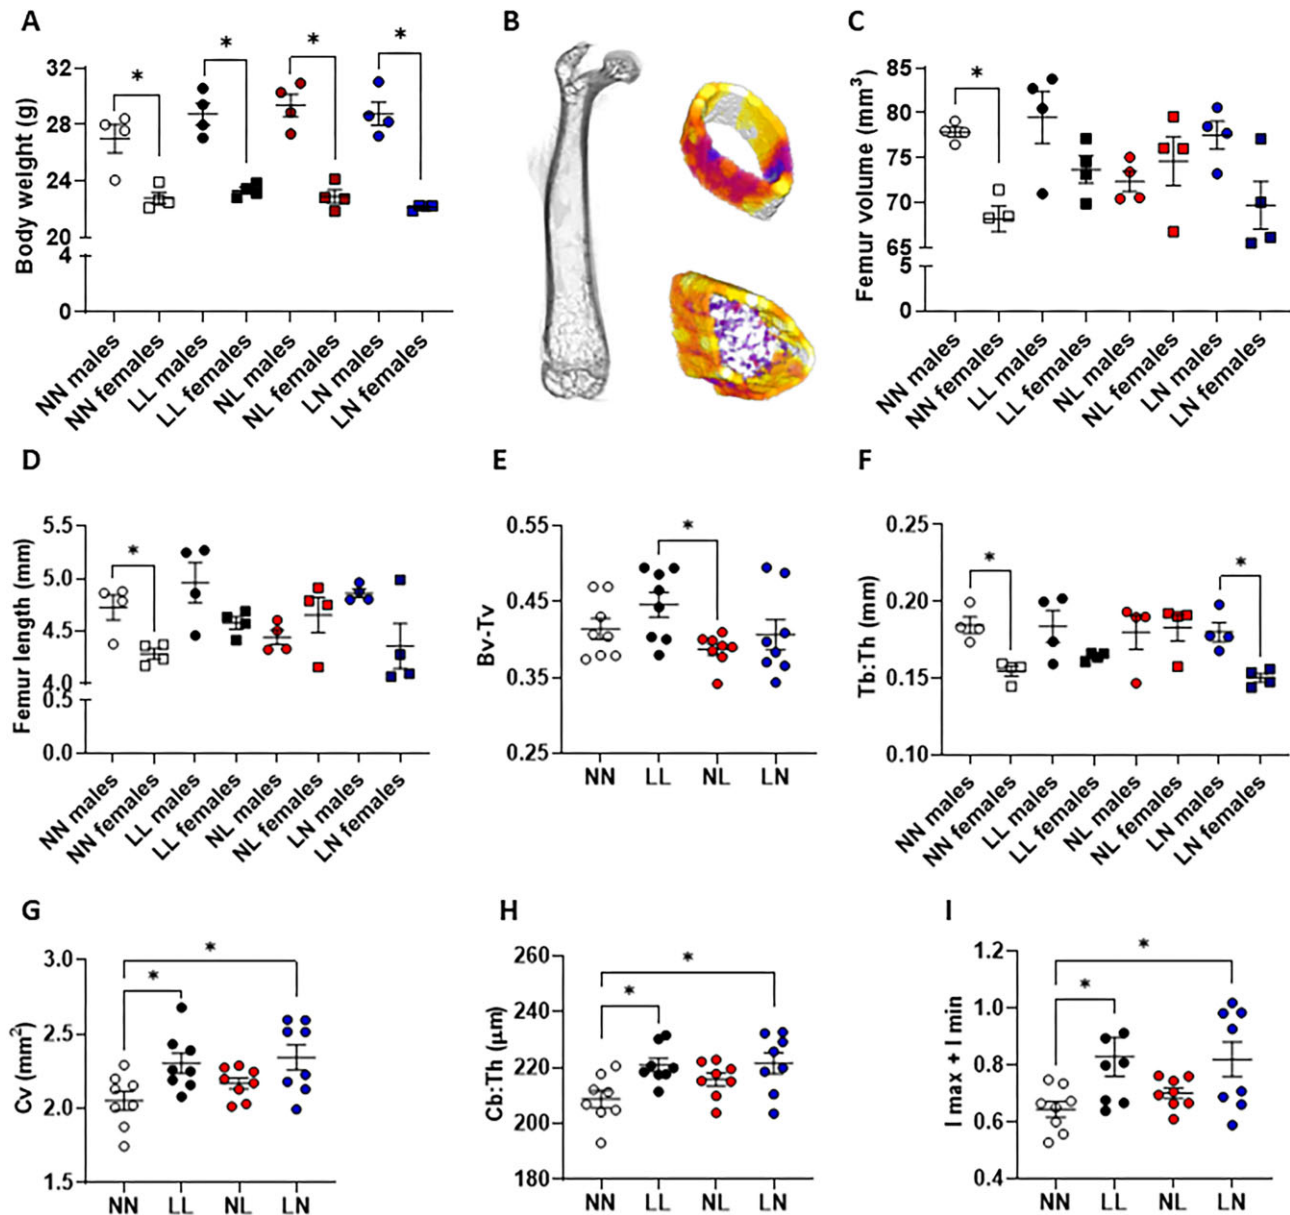 A
B
C
Body weight (g)
32
28
24
20
4
0
*
*
*
*
NN males
NN females
LL males
LL females
NL males
NL females
LN males
LN females
Femur volume (mm³)
85
80
75
70
65
5
0
*
NN males
NN females
LL males
LL females
NL males
NL females
LN males
LN females
D
E
F
Femur length (mm)
5.5
5.0
4.5
4.0
0.5
0.0
*
NN males
NN females
LL males
LL females
NL males
NL females
LN males
LN females
Bv-Tv
0.55
0.45
0.35
0.25
*
NN LL NL LN
Tb:Th (mm)
0.25
0.20
0.15
0.10
*
*
NN males
NN females
LL males
LL females
NL males
NL females
LN males
LN females
G
H
I
Cv (mm²)
3.0
2.5
2.0
1.5
*
*
NN LL NL LN
Cb:Th (µm)
260
240
220
200
180
*
*
NN LL NL LN
I max + I min
1.2
1.0
0.8
0.6
0.4
*
*
NN LL NL LN